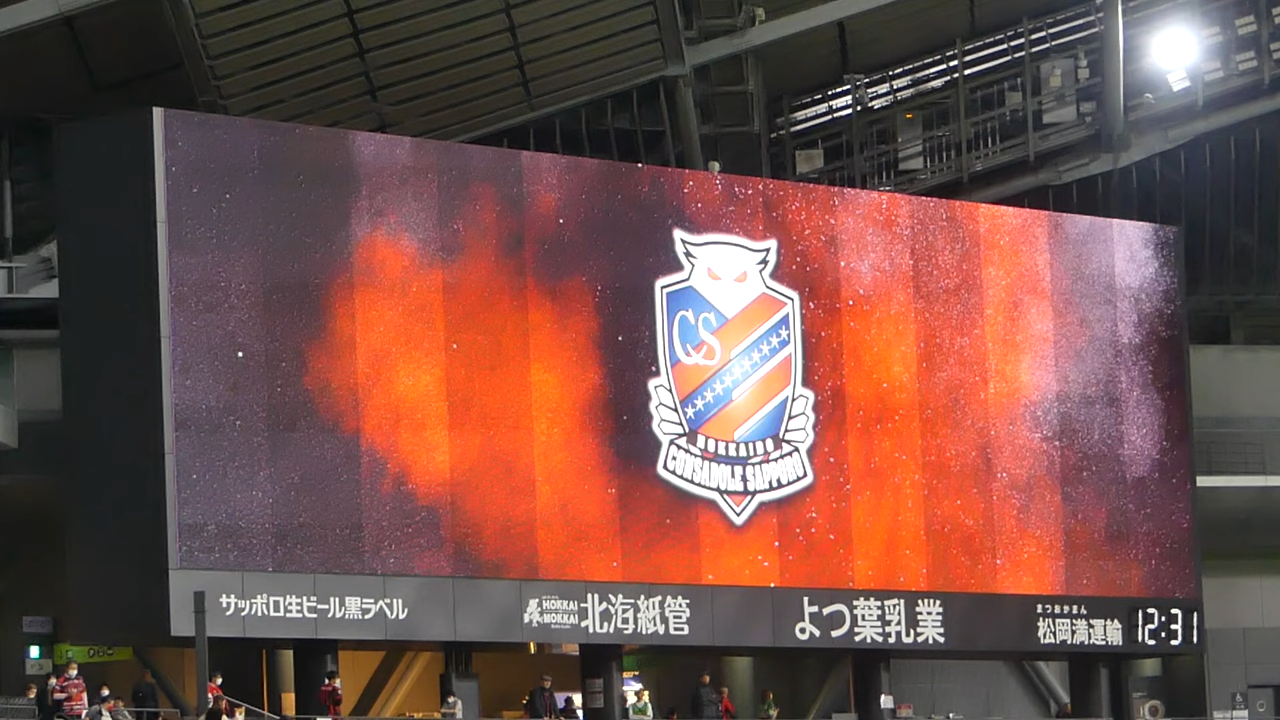 CS
HOKKAIDO
CONSADOLE SAPPORO
サッポロ生ビール黒ラベル
HOKKAI
MOKKAI
北海紙管
よつ葉乳業
まつおかまん
松岡満運輸
12:31